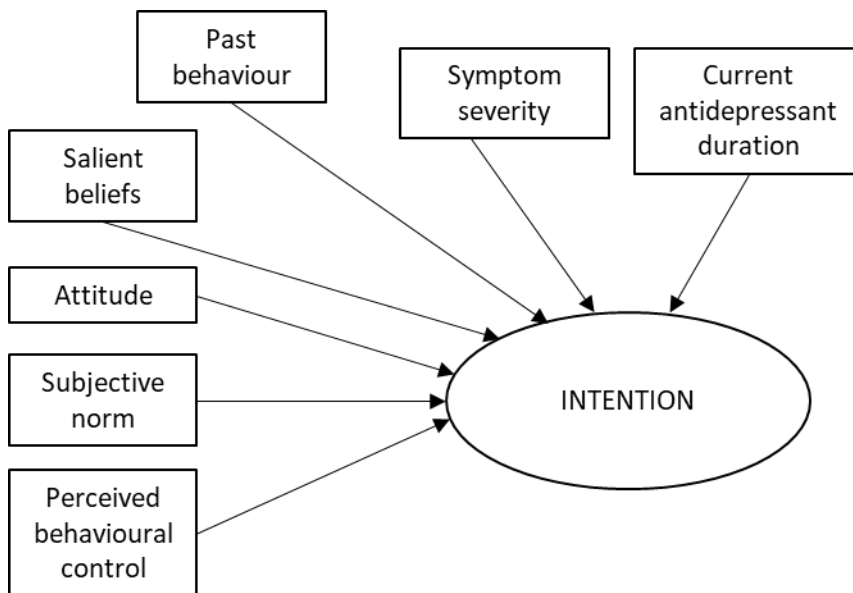 Past
behaviour
Symptom
severity
Current
antidepressant
duration
Salient
beliefs
Attitude
Subjective
norm
Perceived
behavioural
control
INTENTION